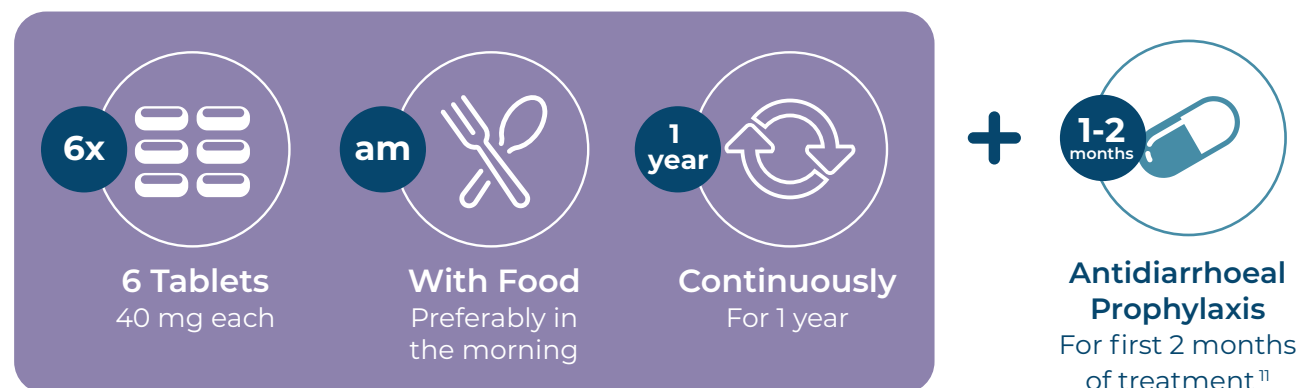 6x
6 Tablets
40 mg each
am
With Food
Preferably in
the morning
1
year
Continuously
For 1 year
+
1-2
months
Antidiarrhoeal
Prophylaxis
For first 2 months
of treatment 11